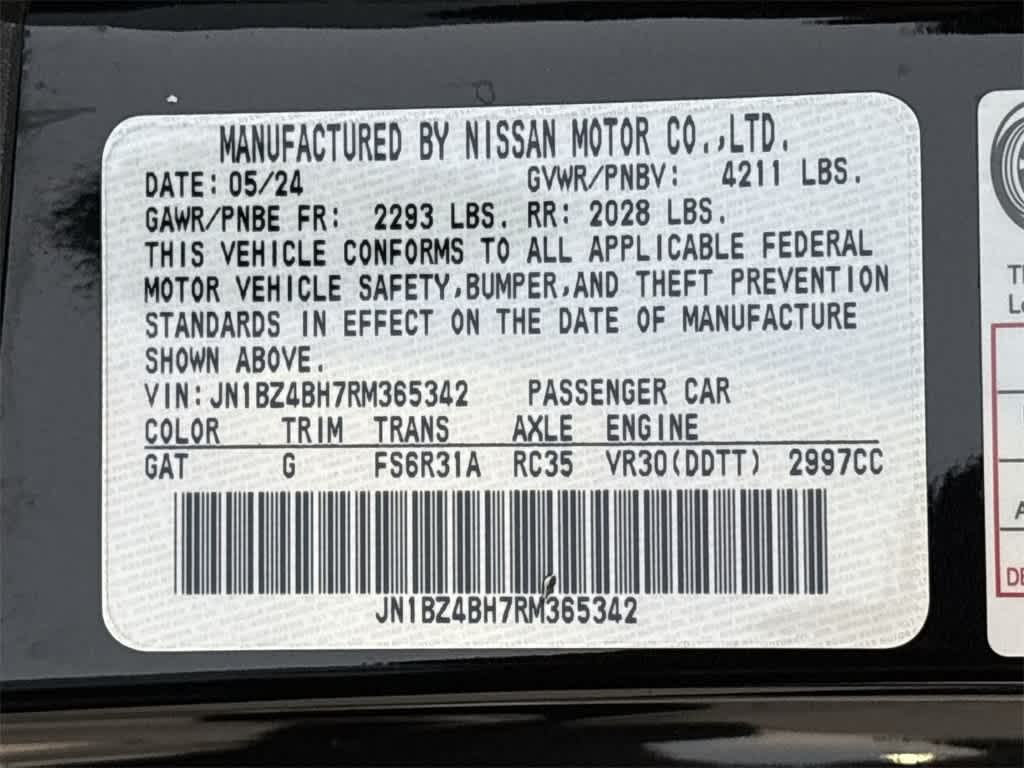 MANUFACTURED BY NISSAN MOTOR CO.,LTD.
DATE: 05/24 GVWR/PNBV: 4211 LBS.
GAWR/PNBE FR: 2293 LBS. RR: 2028 LBS.
THIS VEHICLE CONFORMS TO ALL APPLICABLE FEDERAL
MOTOR VEHICLE SAFETY,BUMPER,AND THEFT PREVENTION
STANDARDS IN EFFECT ON THE DATE OF MANUFACTURE
SHOWN ABOVE.
VIN:JN1BZ4BH7RM365342 PASSENGER CAR
COLOR TRIM TRANS AXLE ENGINE
GAT G FS6R31A RC35 VR30(DDTT) 2997CC
JN1BZ4BH7RM365342